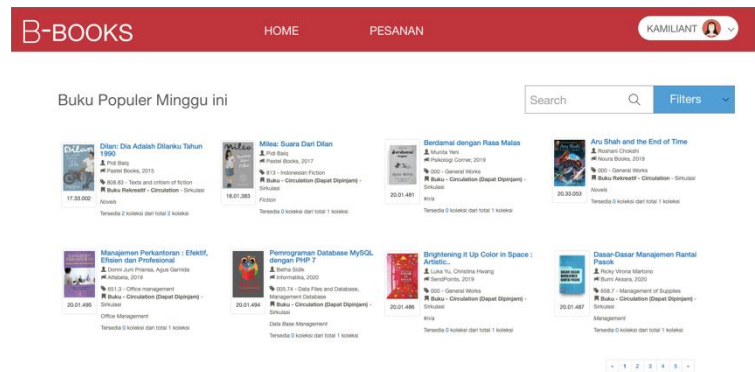 B-BOOKS
HOME
PESANAN
KAMILIANT
Buku Populer Minggu ini
Search
Filters
Dilan
17.33.002
Dilan: Dia Adalah Dilanku Tahun
1990
Pidi Baiq
Pastel Books, 2015
808.83 - Texts and critism of fiction
Buku Rekreatif - Circulation - Sirkulasi
Novels
Tersedia 2 koleksi dari total 2 koleksi
Milea
18.01.383
Milea: Suara Dari Dilan
Pidi Baiq
Pastel Books, 2017
813 - Indonesian Fiction
Buku - Circulation (Dapat Dipinjam) -
Sirkulasi
Fiction
Tersedia 0 koleksi dari total 1 koleksi
Berdamai
20.01.481
Berdamai dengan Rasa Malas
Munita Yeni
Psikologi Corner, 2019
000 - General Works
Buku - Circulation (Dapat Dipinjam) -
Sirkulasi
#n/a
Tersedia 0 koleksi dari total 1 koleksi
20.33.053
Aru Shah and the End of Time
Roshani Chokshi
Noura Books, 2019
000 - General Works
Buku Rekreatif - Circulation - Sirkulasi
Novels
Tersedia 0 koleksi dari total 1 koleksi
20.01.495
Manajemen Perkantoran : Efektif,
Efisien dan Profesional
Donni Juni Priansa, Agus Garnida
Alfabeta, 2019
651.3 - Office management
Buku - Circulation (Dapat Dipinjam) -
Sirkulasi
Office Management
Tersedia 0 koleksi dari total 1 koleksi
20.01.494
Pemrograman Database MySQL
dengan PHP 7
Betha Sidik
Informatika, 2020
005.74 - Data Files and Database,
Management Database
Buku - Circulation (Dapat Dipinjam) -
Sirkulasi
Data Base Management
Tersedia 0 koleksi dari total 1 koleksi
20.01.486
Brightening It Up Color in Space :
Artistic..
Luka Yu, Christina Hwang
SendPoints, 2019
000 - General Works
Buku - Circulation (Dapat Dipinjam) -
Sirkulasi
#n/a
Tersedia 0 koleksi dari total 1 koleksi
20.01.487
Dasar-Dasar Manajemen Rantai
Pasok
Ricky Virona Martono
Bumi Aksara, 2020
658.7 - Management of Supplies
Buku - Circulation (Dapat Dipinjam) -
Sirkulasi
Management
Tersedia 0 koleksi dari total 1 koleksi
« 1 2 3 4 5 »